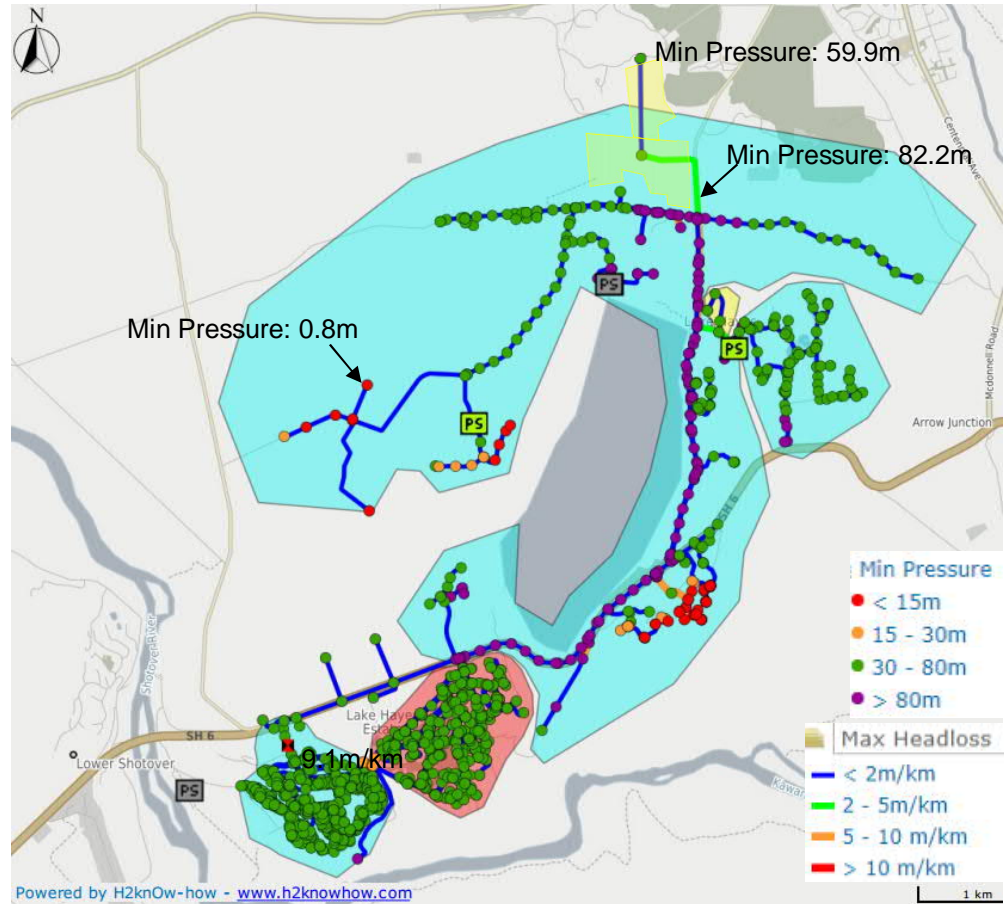 N
Min Pressure: 59.9m
Centennial Ave
Min Pressure: 82.2m
PS
Min Pressure: 0.8m
PS
McDonnell Road
PS
Arrow Junction
SH 6
Min Pressure
< 15m
15 - 30m
30 - 80m
> 80m
Shotover River
Lake Hayes
Estate
SH 6
9.1m/km
Lower Shotover
PS
Max Headloss
< 2m/km
2 - 5m/km
5 - 10 m/km
> 10 m/km
Powered by H2knOw-how - www.h2knowhow.com
1 km